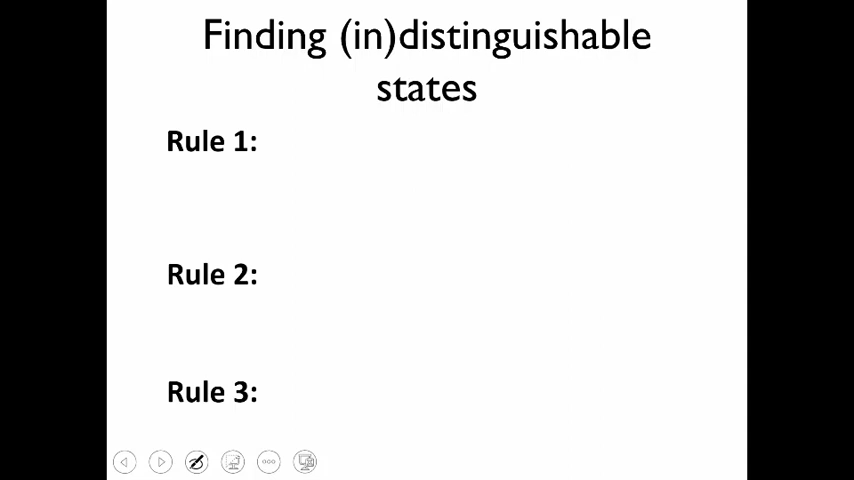 Finding (in)distinguishable
states
Rule 1:
Rule 2:
Rule 3: